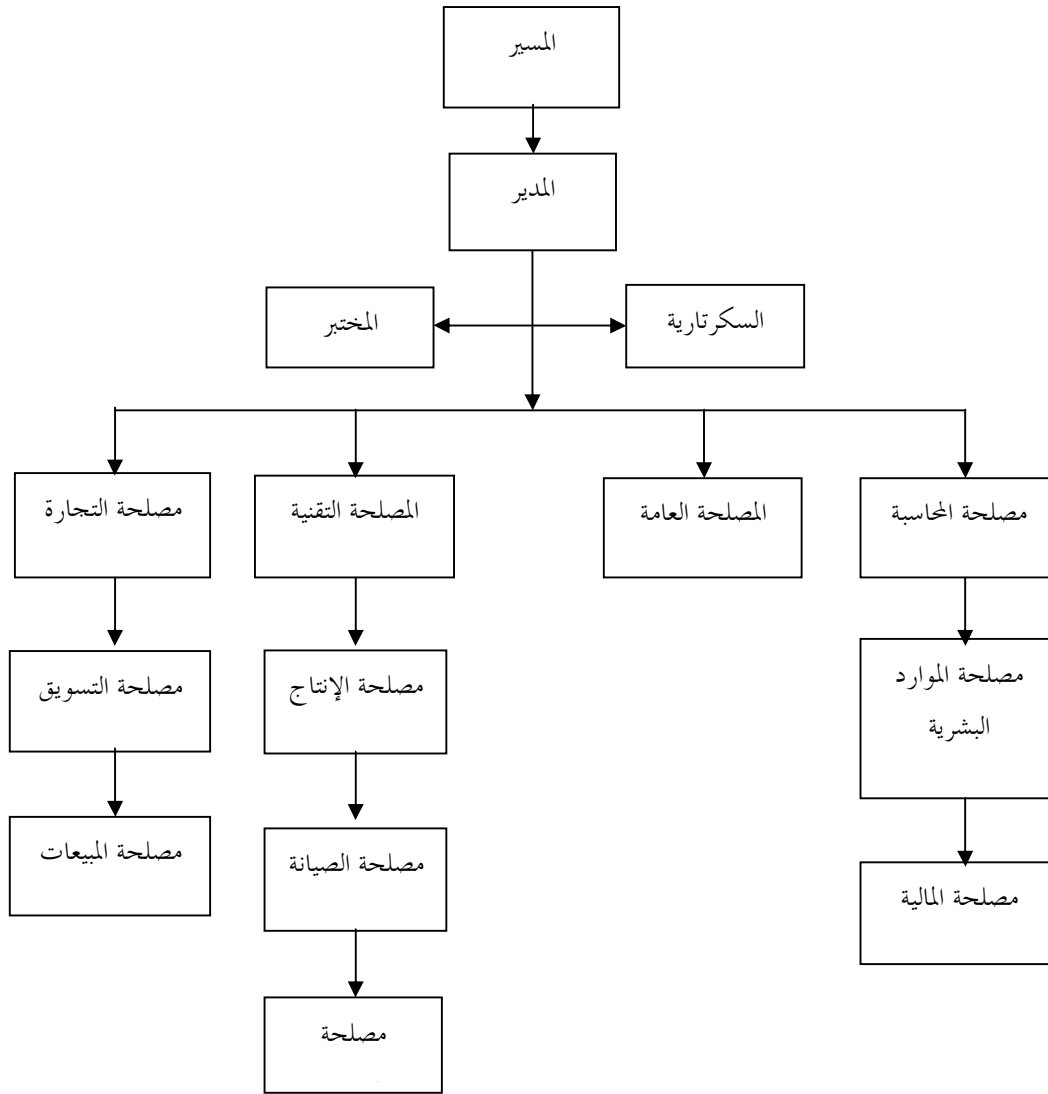 المسير
المدير
السكرتارية
المختبر
مصلحة المحاسبة
المصلحة العامة
المصلحة التقنية
مصلحة التجارة
مصلحة الموارد
البشرية
مصلحة الإنتاج
مصلحة التسويق
مصلحة المالية
مصلحة الصيانة
مصلحة المبيعات
مصلحة